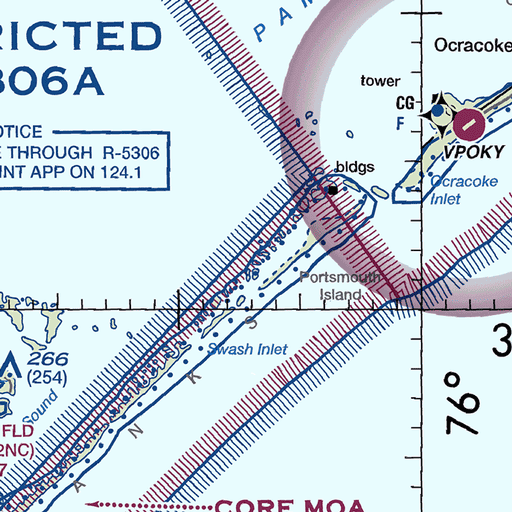 PAM
RICTED
306A
Ocracoke
tower
CG
F
OTICE
E THROUGH R-5306
NT APP ON 124.1
VPOKY
bldgs
Ocracoke
Inlet
Portsmouth
Island
S
3
Swash Inlet
266
(254)
K
76°
Sound
FLD
2NC)
7
N
A
CORE MOA